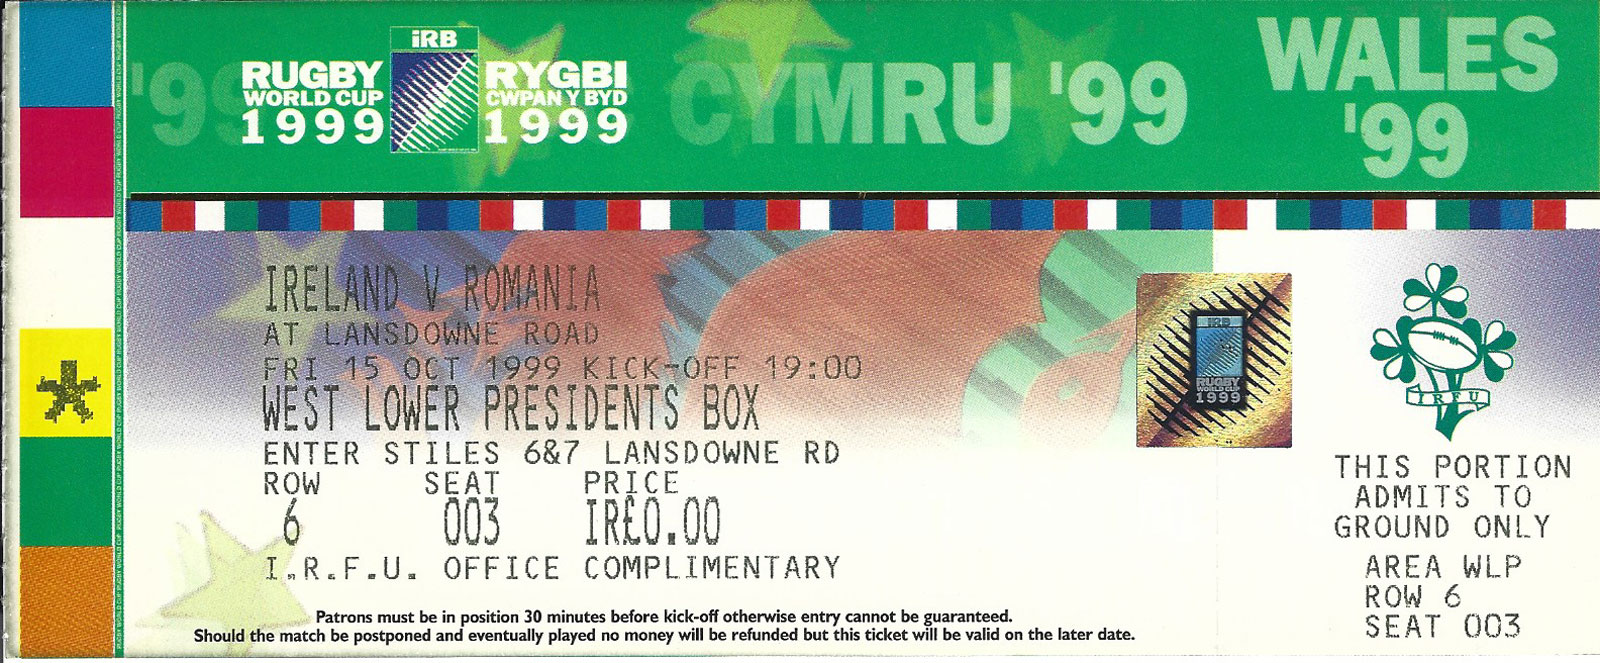 '99
RUGBY
WORLD CUP
1999
iRB
RYGBI
CWPAN Y BYD
1999
CYMRU '99
WALES
'99
IRELAND V ROMANIA
AT LANSDOWNE ROAD
FRI 15 OCT 1999 KICK-OFF 19:00
WEST LOWER PRESIDENTS BOX
ENTER STILES 6&7 LANSDOWNE RD
ROW SEAT PRICE
6 003 IR£0.00
I.R.F.U. OFFICE COMPLIMENTARY
Patrons must be in position 30 minutes before kick-off otherwise entry cannot be guaranteed.
Should the match be postponed and eventually played no money will be refunded but this ticket will be valid on the later date.
iRB
RUGBY
WORLD CUP
1999
IRFU
THIS PORTION
ADMITS TO
GROUND ONLY
AREA WLP
ROW 6
SEAT 003